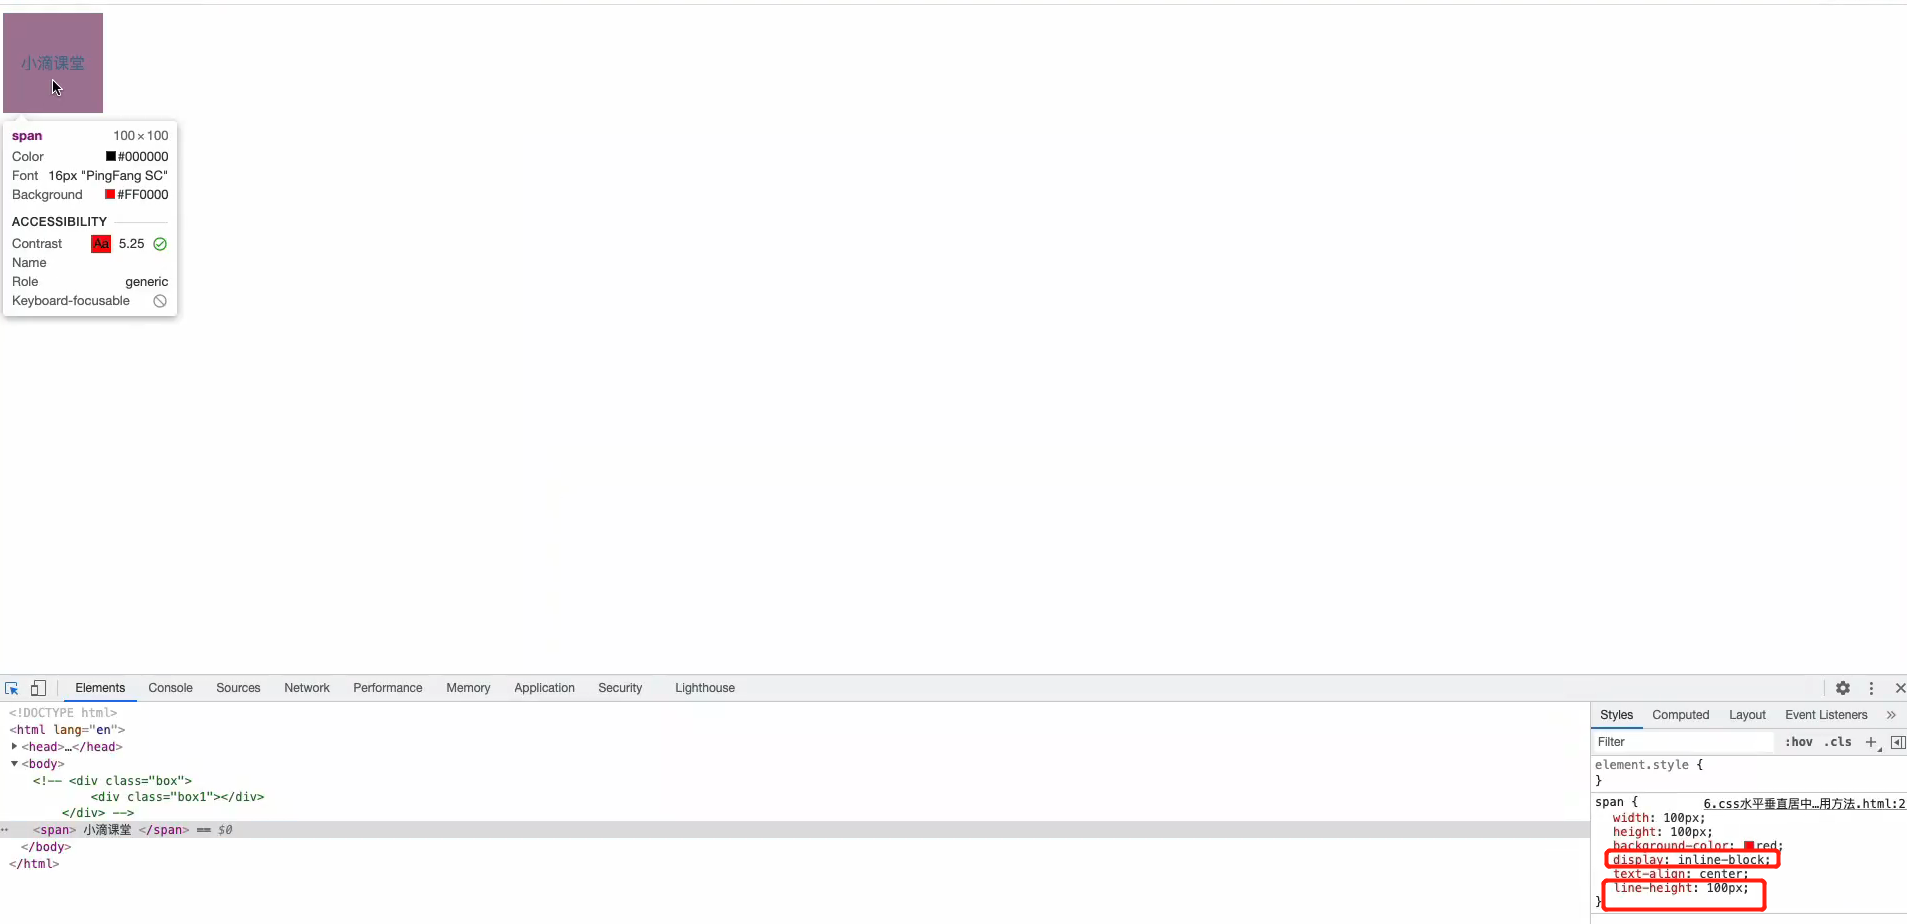 小滴课堂
span 100 × 100
Color #000000
Font 16px "PingFang SC"
Background #FF0000
ACCESSIBILITY
Contrast Aa 5.25
Name
Role generic
Keyboard-focusable
Elements Console Sources Network Performance Memory Application Security Lighthouse
<!DOCTYPE html>
<html lang="en">
<head>…</head>
<body>
<!-- <div class="box">
<div class="box1"></div>
</div> -->
<span> 小滴课堂 </span> == $0
</body>
</html>
Styles Computed Layout Event Listeners »
Filter :hov .cls +
element.style {
}
span { 6.css水平垂直居中…用方法.html:2
width: 100px;
height: 100px;
background-color: red;
display: inline-block;
text-align: center;
line-height: 100px;
}